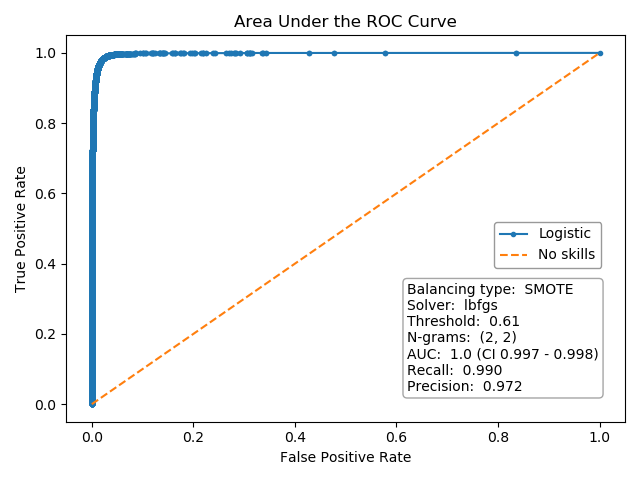 Area Under the ROC Curve
True Positive Rate
1.0
0.8
0.6
0.4
0.2
0.0
Logistic
No skills
Balancing type: SMOTE
Solver: lbfgs
Threshold: 0.61
N-grams: (2, 2)
AUC: 1.0 (CI 0.997 - 0.998)
Recall: 0.990
Precision: 0.972
0.0 0.2 0.4 0.6 0.8 1.0
False Positive Rate